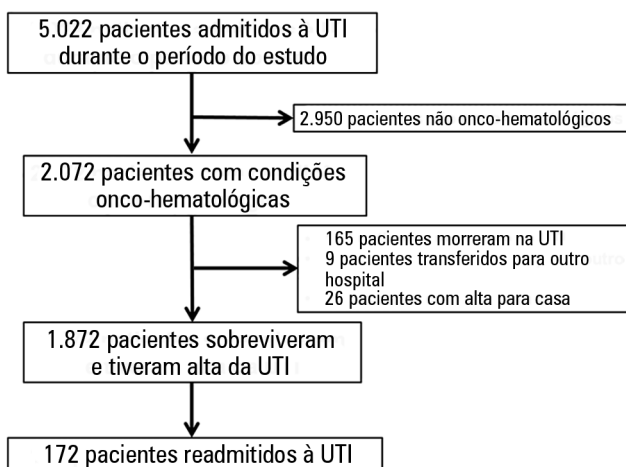 5.022 pacientes admitidos à UTI
durante o período do estudo
2.950 pacientes não onco-hematológicos
2.072 pacientes com condições
onco-hematológicas
165 pacientes morreram na UTI
9 pacientes transferidos para outro
hospital
26 pacientes com alta para casa
1.872 pacientes sobreviveram
e tiveram alta da UTI
172 pacientes readmitidos à UTI